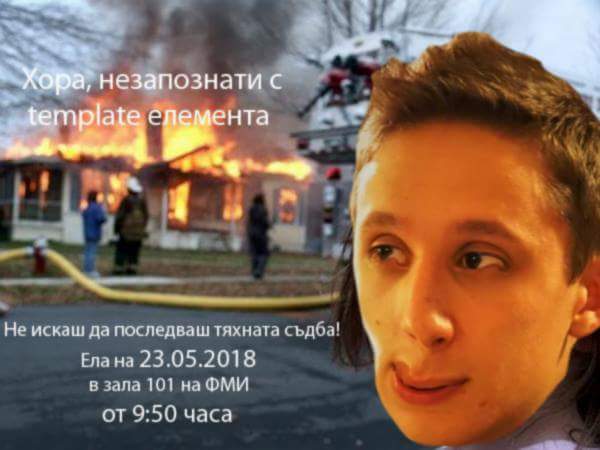 Хора, незапознати с
template елемента
Не искаш да последваш тяхната съдба!
Ела на 23.05.2018
в зала 101 на ФМИ
от 9:50 часа